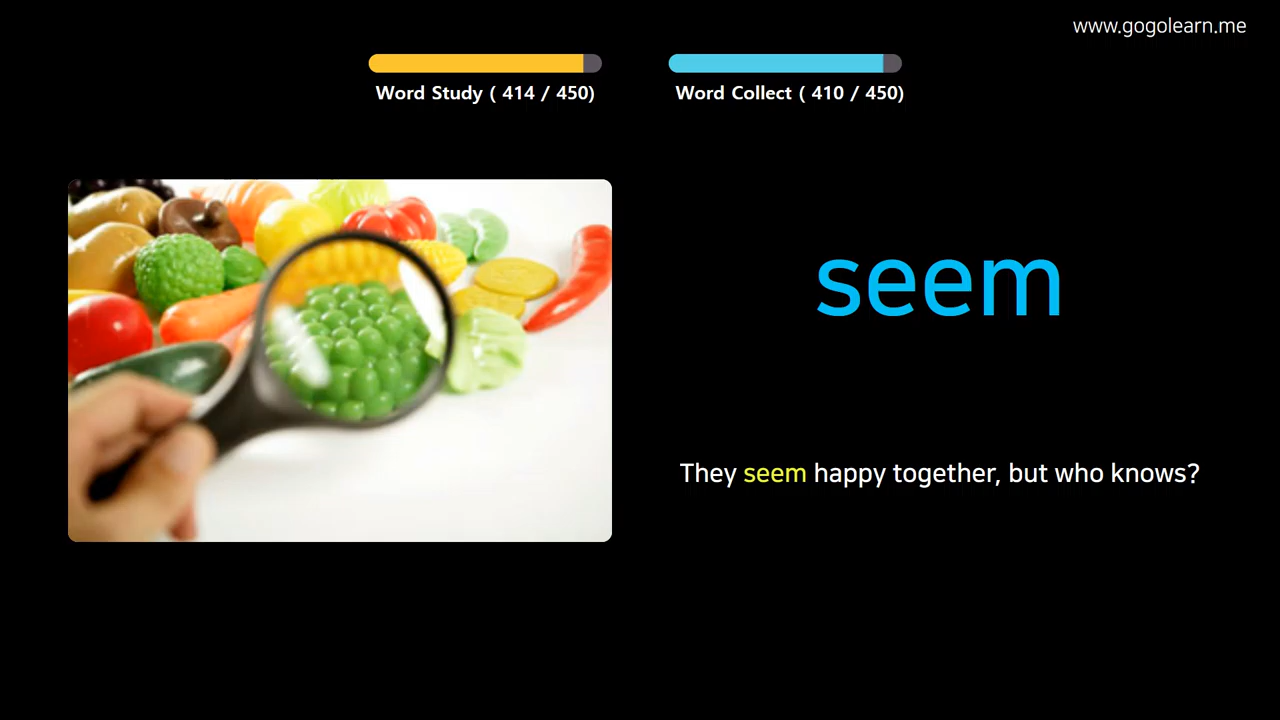 www.gogolearn.me
Word Study ( 414 / 450)
Word Collect ( 410 / 450)
seem
They seem happy together, but who knows?